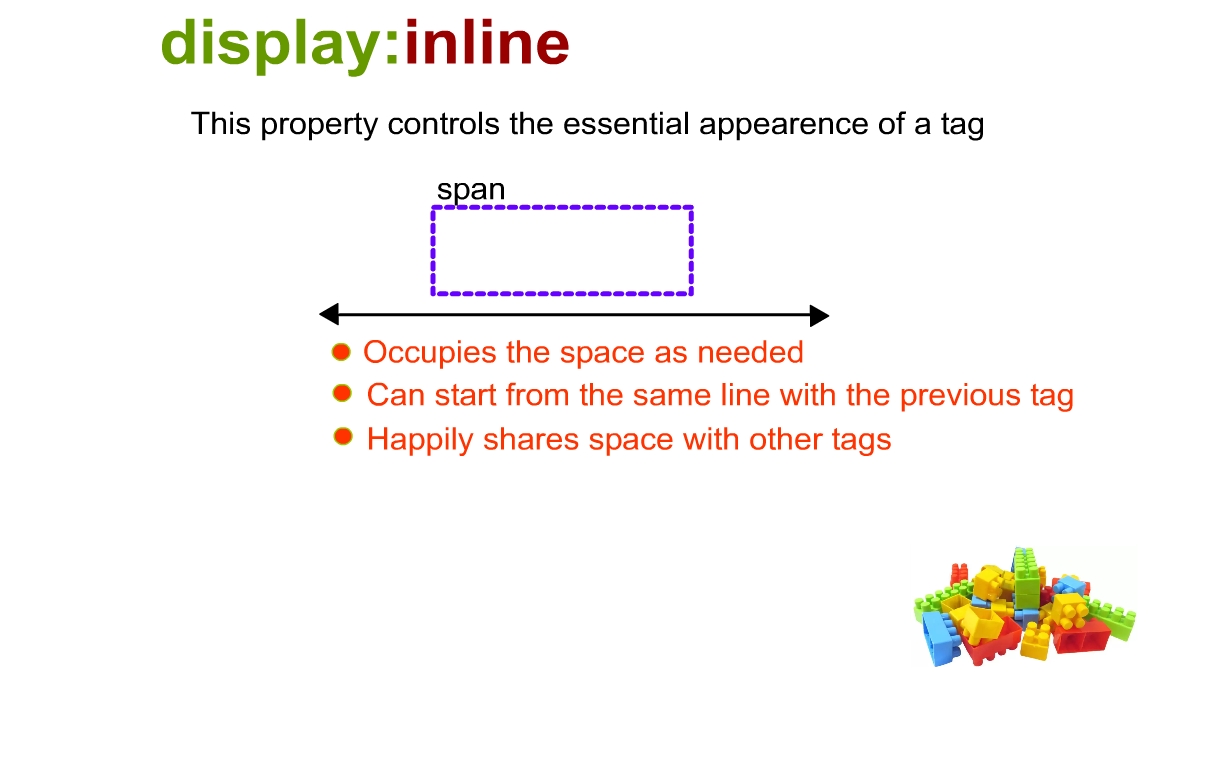 display:inline
This property controls the essential appearence of a tag
span
Occupies the space as needed
Can start from the same line with the previous tag
Happily shares space with other tags